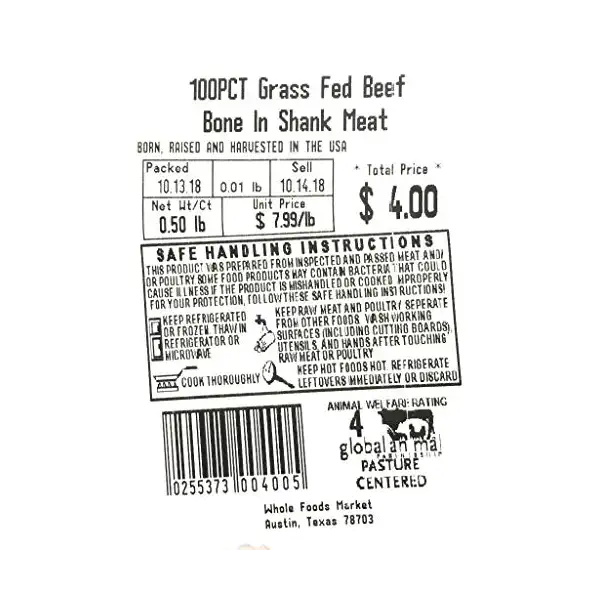 100PCT Grass Fed Beef
Bone In Shank Meat
BORN, RAISED AND HARVESTED IN THE USA
Packed Sell
10.13.18 0.01 lb 10.14.18
Net Wt/Ct Unit Price
0.50 lb $ 7.99/lb
* Total Price *
$ 4.00
SAFE HANDLING INSTRUCTIONS
THIS PRODUCT WAS PREPARED FROM INSPECTED AND PASSED MEAT AND/
OR POULTRY. SOME FOOD PRODUCTS MAY CONTAIN BACTERIA THAT COULD
CAUSE ILLNESS IF THE PRODUCT IS MISHANDLED OR COOKED IMPROPERLY.
FOR YOUR PROTECTION, FOLLOW THESE SAFE HANDLING INSTRUCTIONS!
KEEP REFRIGERATED
OR FROZEN. THAW IN
REFRIGERATOR OR
MICROWAVE
KEEP RAW MEAT AND POULTRY SEPERATE
FROM OTHER FOODS. WASH WORKING
SURFACES (INCLUDING CUTTING BOARDS),
UTENSILS, AND HANDS AFTER TOUCHING
RAW MEAT OR POULTRY
COOK THOROUGHLY
KEEP HOT FOODS HOT. REFRIGERATE
LEFTOVERS IMMEDIATELY OR DISCARD
ANIMAL WELFARE RATING
4
global animal
PARTNERSHIP
PASTURE
CENTERED
0255373 004005
Whole Foods Market
Austin, Texas 78703